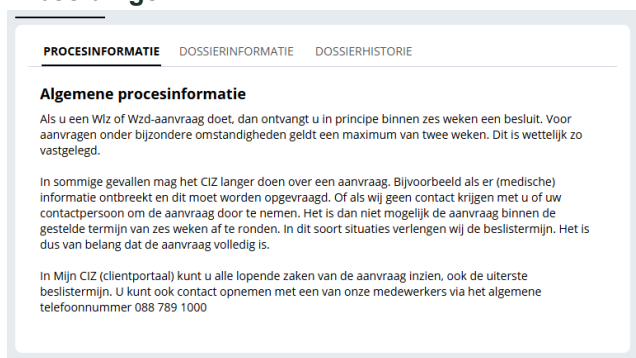 PROCESINFORMATIE DOSSIERINFORMATIE DOSSIERHISTORIE
Algemene procesinformatie
Als u een Wlz of Wzd-aanvraag doet, dan ontvangt u in principe binnen zes weken een besluit. Voor
aanvragen onder bijzondere omstandigheden geldt een maximum van twee weken. Dit is wettelijk zo
vastgelegd.
In sommige gevallen mag het CIZ langer doen over een aanvraag. Bijvoorbeeld als er (medische)
informatie ontbreekt en dit moet worden opgevraagd. Of als wij geen contact krijgen met u of uw
contactpersoon om de aanvraag door te nemen. Het is dan niet mogelijk de aanvraag binnen de
gestelde termijn van zes weken af te ronden. In dit soort situaties verlengen wij de beslistermijn. Het is
dus van belang dat de aanvraag volledig is.
In Mijn CIZ (clientportaal) kunt u alle lopende zaken van de aanvraag inzien, ook de uiterste
beslistermijn. U kunt ook contact opnemen met een van onze medewerkers via het algemene
telefoonnummer 088 789 1000